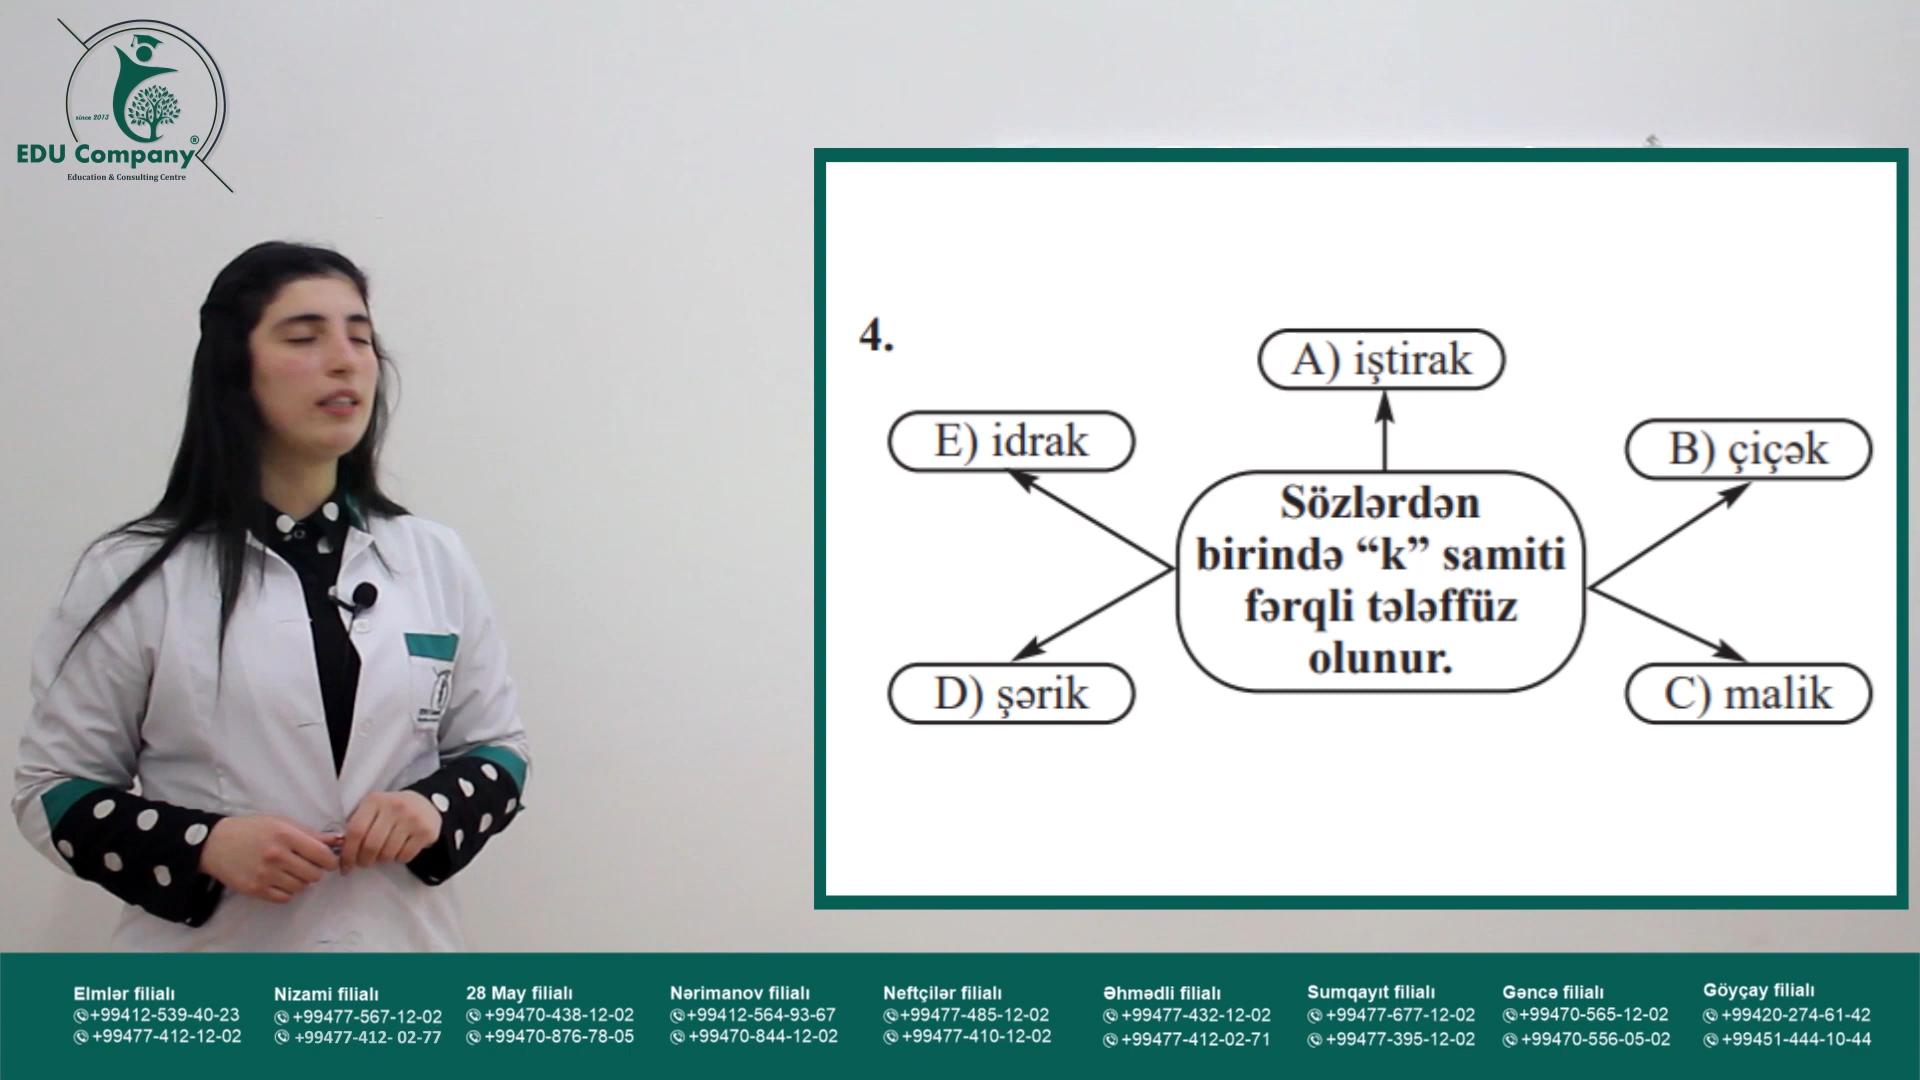 since 2013
EDU Company®
Education & Consulting Centre
4.
A) iştirak
E) idrak
B) çiçək
Sözlərdən
birində “k” samiti
fərqli tələffüz
olunur.
D) şərik
C) malik
Elmlər filialı
+99412-539-40-23
+99477-412-12-02
Nizami filialı
+99477-567-12-02
+99477-412- 02-77
28 May filialı
+99470-438-12-02
+99470-876-78-05
Nərimanov filialı
+99412-564-93-67
+99470-844-12-02
Neftçilər filialı
+99477-485-12-02
+99477-410-12-02
Əhmədli filialı
+99477-432-12-02
+99477-412-02-71
Sumqayıt filialı
+99477-677-12-02
+99477-395-12-02
Gəncə filialı
+99470-565-12-02
+99470-556-05-02
Göyçay filialı
+99420-274-61-42
+99451-444-10-44